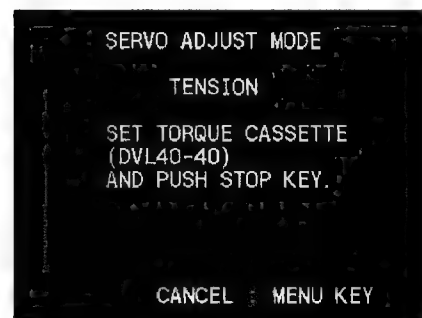 SERVO ADJUST MODE
TENSION
SET TORQUE CASSETTE
(DVL40-40)
AND PUSH STOP KEY.
CANCEL : MENU KEY